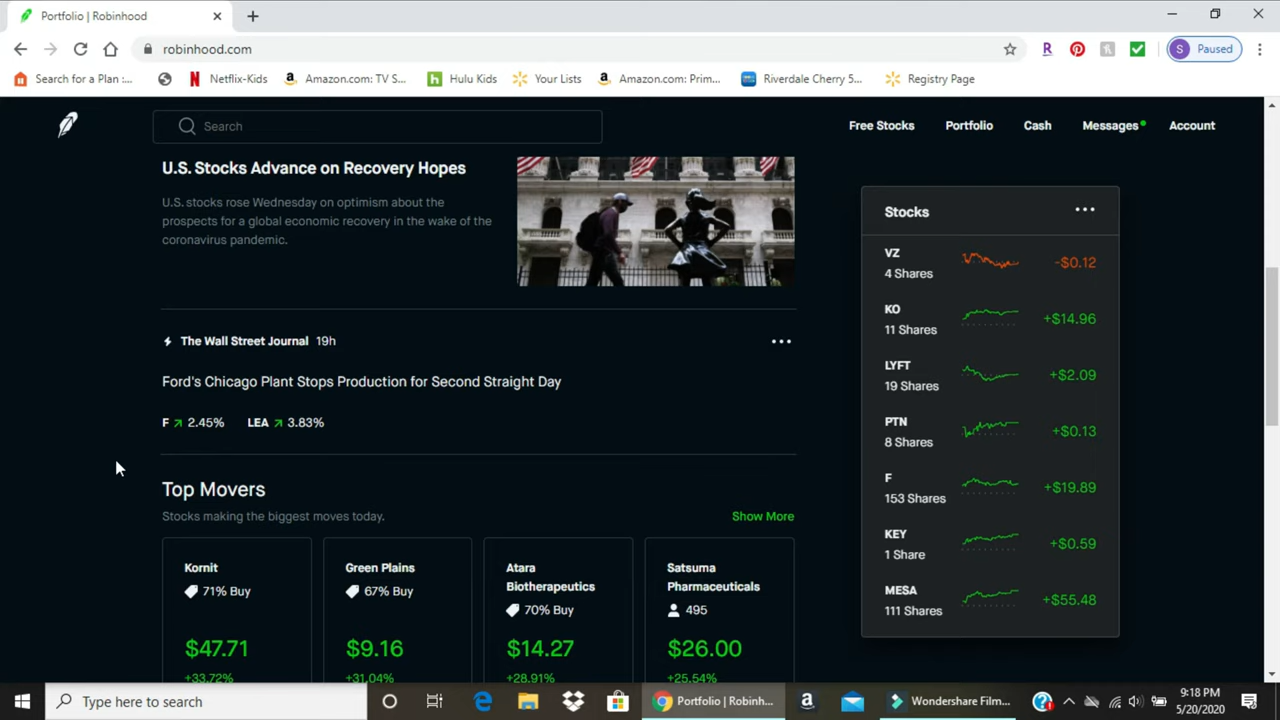 Portfolio | Robinhood
robinhood.com
R
S Paused
Search for a Plan :...
Netflix-Kids
Amazon.com: TV S...
h Hulu Kids
Your Lists
Amazon.com: Prim...
Riverdale Cherry 5...
Registry Page
Search
Free Stocks Portfolio Cash Messages Account
U.S. Stocks Advance on Recovery Hopes
U.S. stocks rose Wednesday on optimism about the
prospects for a global economic recovery in the wake of the
coronavirus pandemic.
The Wall Street Journal 19h
Ford's Chicago Plant Stops Production for Second Straight Day
F 2.45% LEA 3.83%
Top Movers
Stocks making the biggest moves today.
Show More
Kornit
71% Buy
$47.71
+33.72%
Green Plains
67% Buy
$9.16
+31.04%
Atara
Biotherapeutics
70% Buy
$14.27
+28.91%
Satsuma
Pharmaceuticals
495
$26.00
+25.54%
Stocks
VZ
4 Shares
-$0.12
KO
11 Shares
+$14.96
LYFT
19 Shares
+$2.09
PTN
8 Shares
+$0.13
F
153 Shares
+$19.89
KEY
1 Share
+$0.59
MESA
111 Shares
+$55.48
Type here to search
Portfolio | Robinh...
Wondershare Film...
9:18 PM
5/20/2020